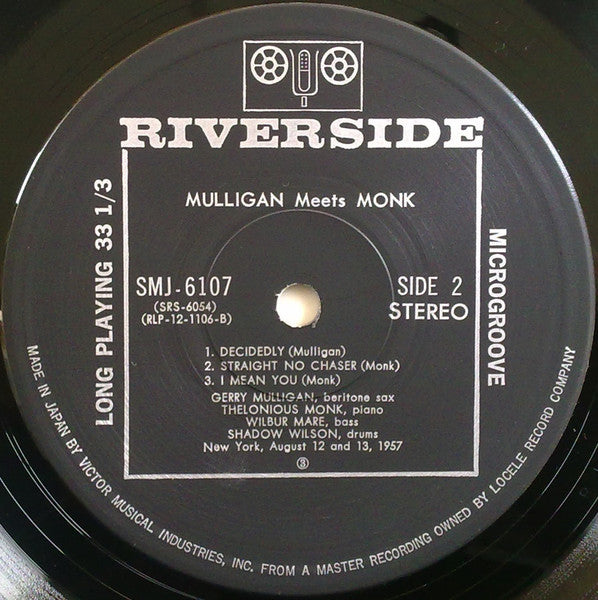 RIVERSIDE
MULLIGAN Meets MONK
SMJ-6107
(SRS-6054)
(RLP-12-1106-B)
SIDE 2
STEREO
1. DECIDEDLY (Mulligan)
2. STRAIGHT NO CHASER (Monk)
3. I MEAN YOU (Monk)
GERRY MULLIGAN, beritone sax
THELONIOUS MONK, piano
WILBUR MARE, bass
SHADOW WILSON, drums
New York, August 12 and 13, 1957
③
LONG PLAYING 33 1/3
MICROGROOVE
MADE IN JAPAN BY VICTOR MUSICAL INDUSTRIES, INC. FROM A MASTER RECORDING OWNED BY LOCELE RECORD COMPANY